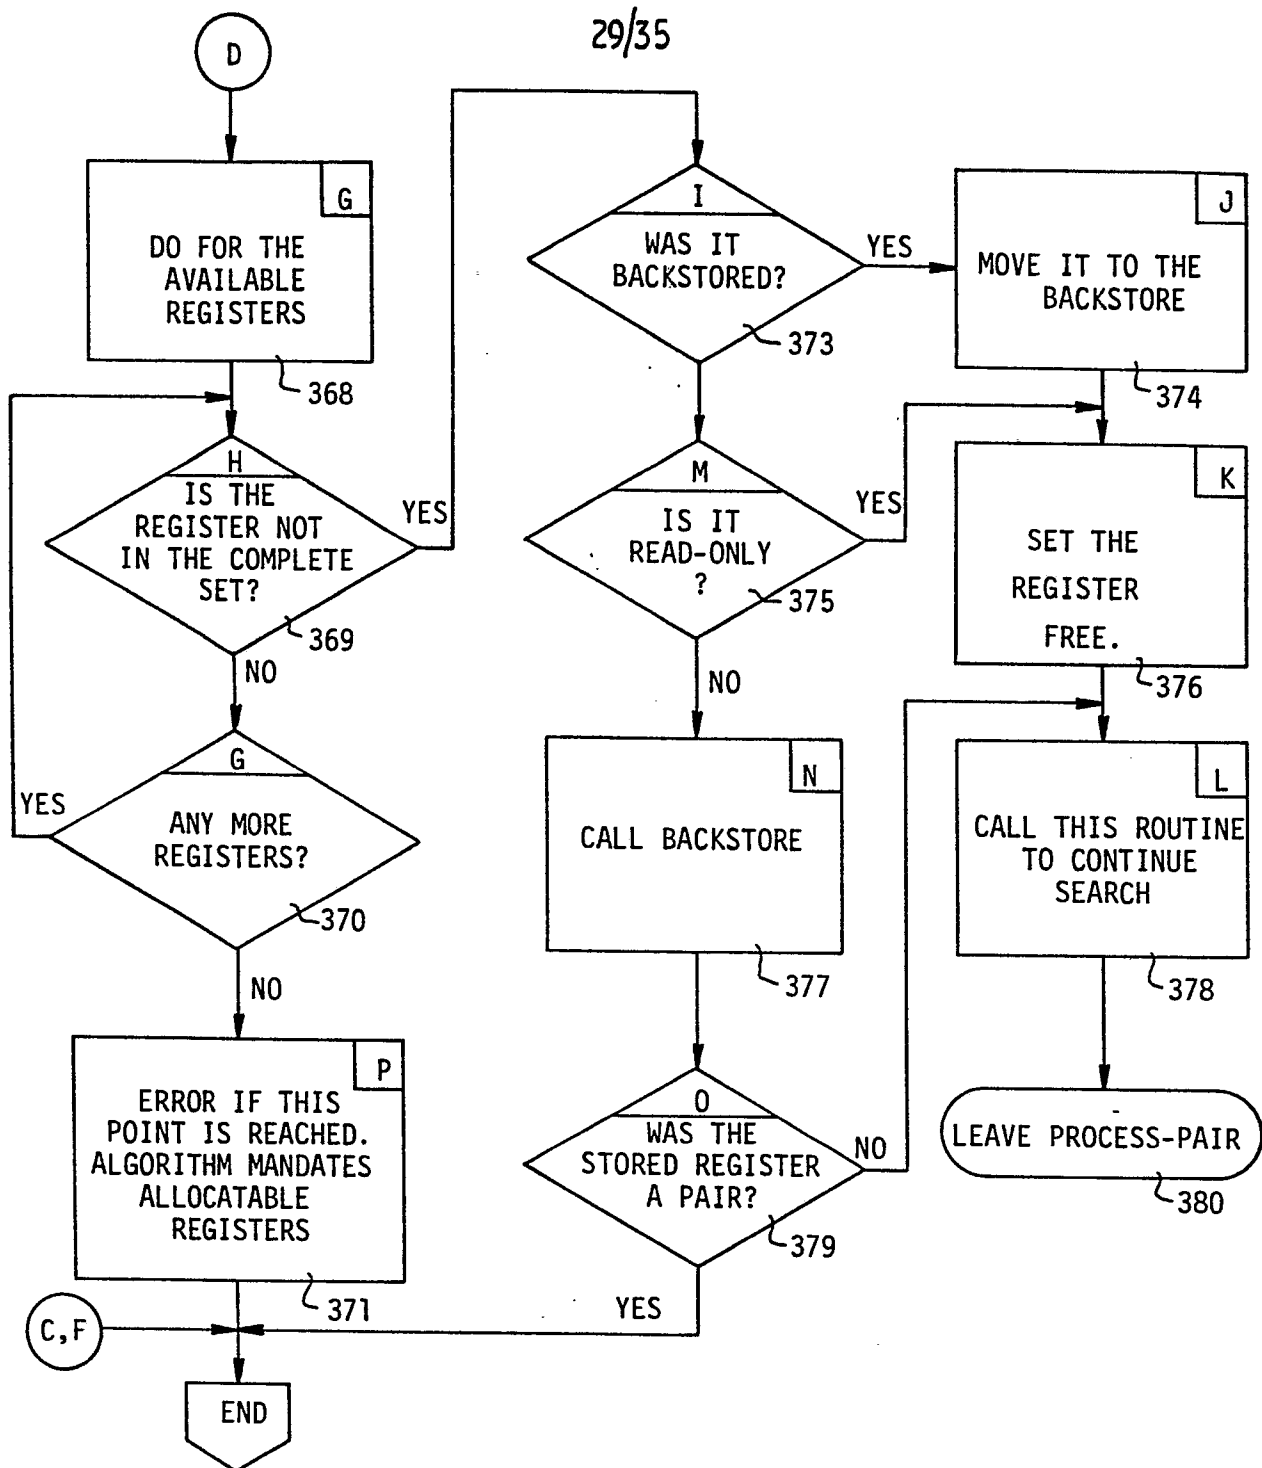 29/35
D
G
DO FOR THE
AVAILABLE
REGISTERS
368
H
IS THE
REGISTER NOT
IN THE COMPLETE
SET?
369
YES
NO
G
ANY MORE
REGISTERS?
370
YES
NO
P
ERROR IF THIS
POINT IS REACHED.
ALGORITHM MANDATES
ALLOCATABLE
REGISTERS
371
C,F
END
I
WAS IT
BACKSTORED?
373
YES
M
IS IT
READ-ONLY
?
375
YES
NO
N
CALL BACKSTORE
377
O
WAS THE
STORED REGISTER
A PAIR?
379
NO
YES
J
MOVE IT TO THE
BACKSTORE
374
K
SET THE
REGISTER
FREE.
376
L
CALL THIS ROUTINE
TO CONTINUE
SEARCH
378
LEAVE PROCESS-PAIR
380